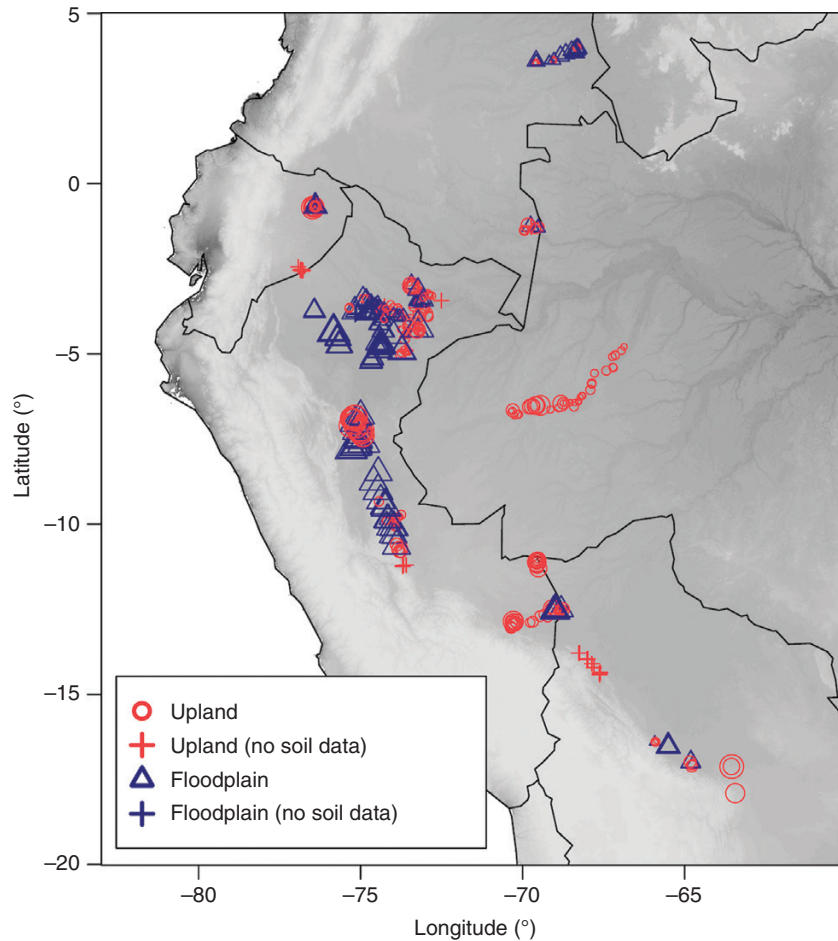 5
0
–5
–10
–15
–20
Latitude (°)
Upland
Upland (no soil data)
Floodplain
Floodplain (no soil data)
–80
–75
–70
–65
Longitude (°)